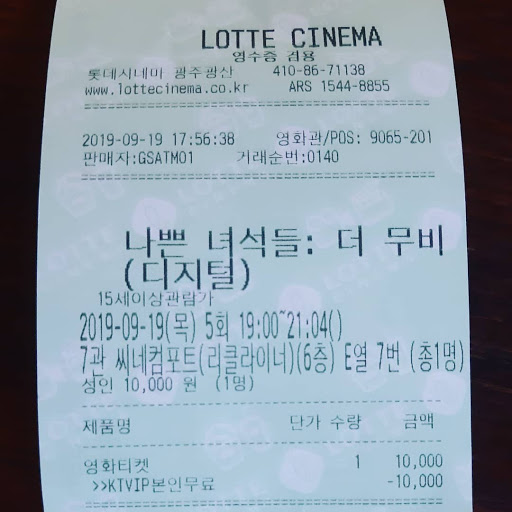 LOTTE CINEMA
영수증 겸용
롯데시네마 광주광산 410-86-71138
www.lottecinema.co.kr ARS 1544-8855
2019-09-19 17:56:38 영화관/POS: 9065-201
판매자:GSATM01 거래순번:0140
나쁜 녀석들: 더 무비
(디지털)
15세이상관람가
2019-09-19(목) 5회 19:00~21:04()
7관 씨네컴포트(리클라이너)(6층) E열 7번 (총1명)
성인 10,000 원 (1명)
제품명 단가 수량 금액
영화티켓 1 10,000
>>KTVIP본인무료 -10,000